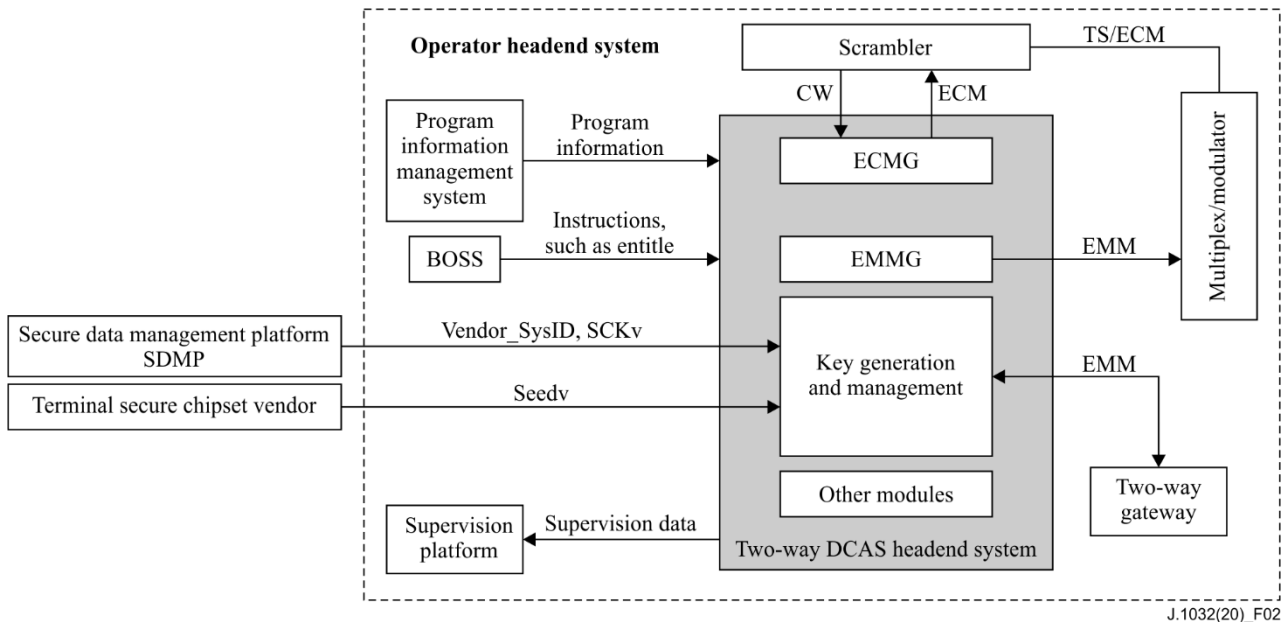 Operator headend system
Scrambler
TS/ECM
CW
ECM
Program
information
management
system
Program
information
ECMG
Multiplex/modulator
Instructions,
such as entitle
BOSS
EMMG
EMM
Secure data management platform
SDMP
Vendor_SysID, SCKv
Key generation
and management
EMM
Terminal secure chipset vendor
Seedv
Other modules
Two-way
gateway
Supervision
platform
Supervision data
Two-way DCAS headend system
J.1032(20)_F02